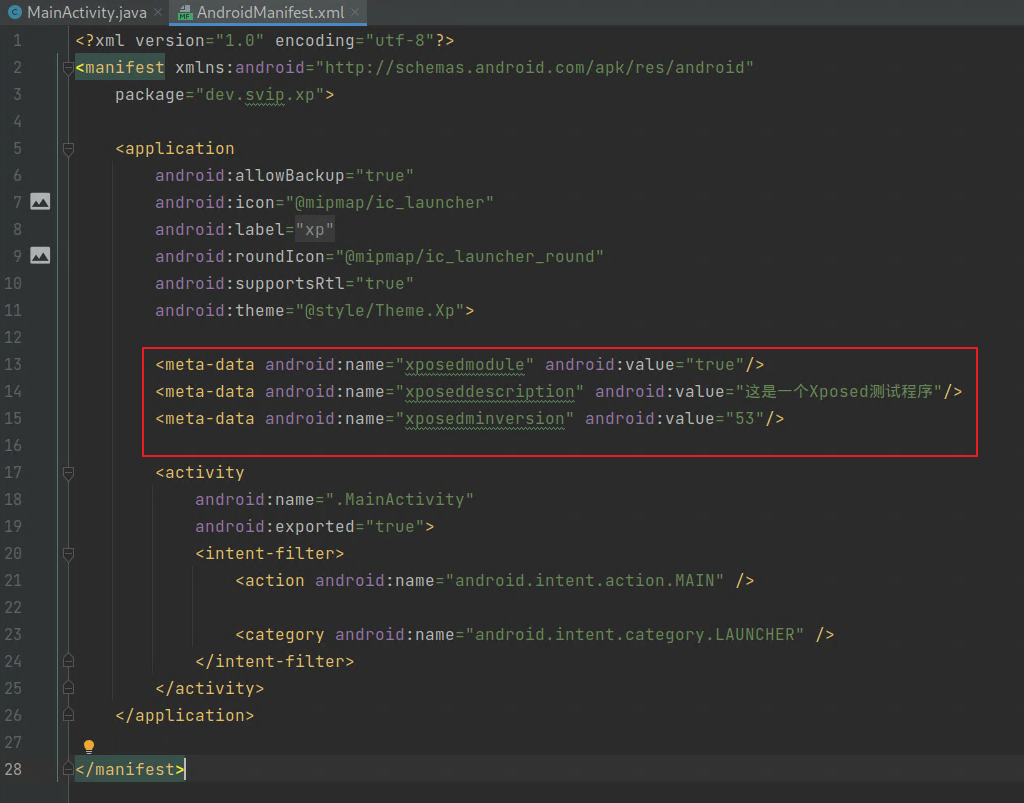 MainActivity.java × AndroidManifest.xml ×
1 <?xml version="1.0" encoding="utf-8"?>
2 <manifest xmlns:android="http://schemas.android.com/apk/res/android"
3     package="dev.svip.xp">
4
5     <application
6         android:allowBackup="true"
7         android:icon="@mipmap/ic_launcher"
8         android:label="xp"
9         android:roundIcon="@mipmap/ic_launcher_round"
10         android:supportsRtl="true"
11         android:theme="@style/Theme.Xp">
12
13         <meta-data android:name="xposedmodule" android:value="true"/>
14         <meta-data android:name="xposeddescription" android:value="这是一个Xposed测试程序"/>
15         <meta-data android:name="xposedminversion" android:value="53"/>
16
17         <activity
18             android:name=".MainActivity"
19             android:exported="true">
20             <intent-filter>
21                 <action android:name="android.intent.action.MAIN" />
22
23                 <category android:name="android.intent.category.LAUNCHER" />
24             </intent-filter>
25         </activity>
26     </application>
27
28 </manifest>